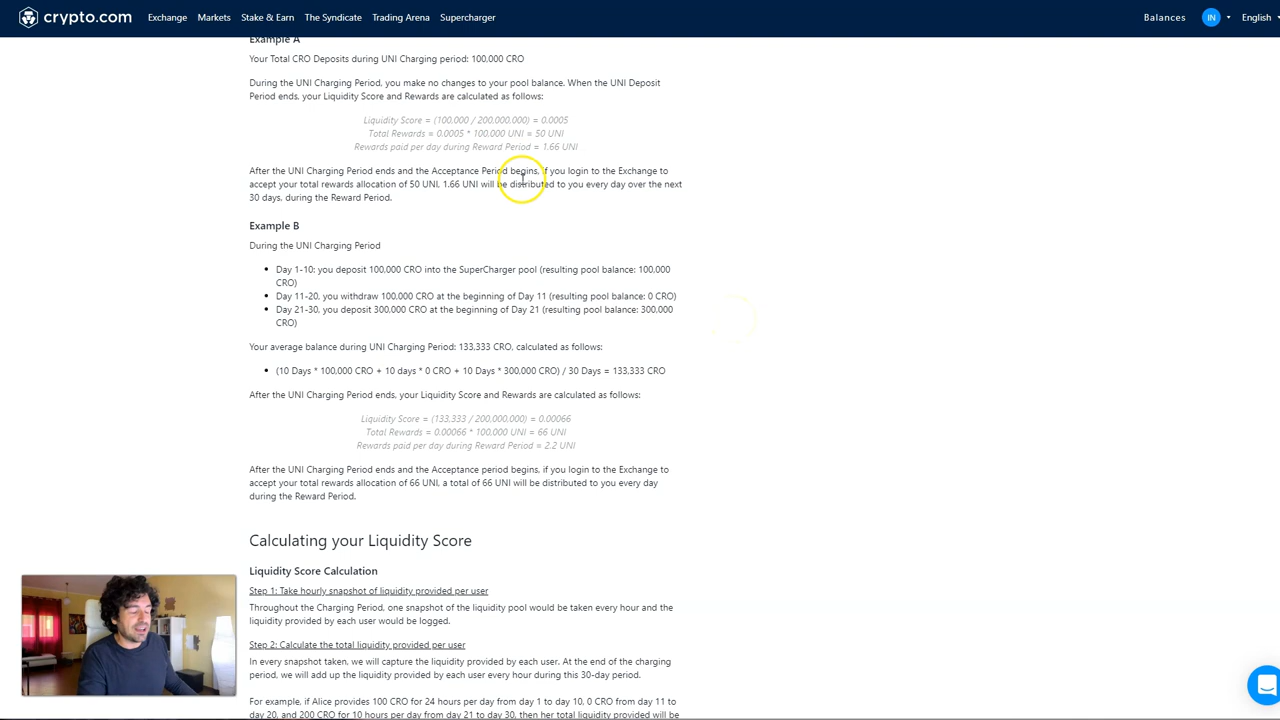 crypto.com Exchange Markets Stake & Earn The Syndicate Trading Arena Supercharger Balances IN English
Example A
Your Total CRO Deposits during UNI Charging period: 100,000 CRO
During the UNI Charging Period, you make no changes to your pool balance. When the UNI Deposit
Period ends, your Liquidity Score and Rewards are calculated as follows:
Liquidity Score = (100,000 / 200,000,000) = 0.0005
Total Rewards = 0.0005 * 100,000 UNI = 50 UNI
Rewards paid per day during Reward Period = 1.66 UNI
After the UNI Charging Period ends and the Acceptance Period begins, if you login to the Exchange to
accept your total rewards allocation of 50 UNI, 1.66 UNI will be distributed to you every day over the next
30 days, during the Reward Period.
Example B
During the UNI Charging Period
• Day 1-10: you deposit 100,000 CRO into the SuperCharger pool (resulting pool balance: 100,000
CRO)
• Day 11-20, you withdraw 100,000 CRO at the beginning of Day 11 (resulting pool balance: 0 CRO)
• Day 21-30, you deposit 300,000 CRO at the beginning of Day 21 (resulting pool balance: 300,000
CRO)
Your average balance during UNI Charging Period: 133,333 CRO, calculated as follows:
• (10 Days * 100,000 CRO + 10 days * 0 CRO + 10 Days * 300,000 CRO) / 30 Days = 133,333 CRO
After the UNI Charging Period ends, your Liquidity Score and Rewards are calculated as follows:
Liquidity Score = (133,333 / 200,000,000) = 0.00066
Total Rewards = 0.00066 * 100,000 UNI = 66 UNI
Rewards paid per day during Reward Period = 2.2 UNI
After the UNI Charging Period ends and the Acceptance period begins, if you login to the Exchange to
accept your total rewards allocation of 66 UNI, a total of 66 UNI will be distributed to you every day
during the Reward Period.
Calculating your Liquidity Score
Liquidity Score Calculation
Step 1: Take hourly snapshot of liquidity provided per user
Throughout the Charging Period, one snapshot of the liquidity pool would be taken every hour and the
liquidity provided by each user would be logged.
Step 2: Calculate the total liquidity provided per user
In every snapshot taken, we will capture the liquidity provided by each user. At the end of the charging
period, we will add up the liquidity provided by each user every hour during this 30-day period.
For example, if Alice provides 100 CRO for 24 hours per day from day 1 to day 10, 0 CRO from day 11 to
day 20, and 200 CRO for 10 hours per day from day 21 to day 30, then her total liquidity provided will be